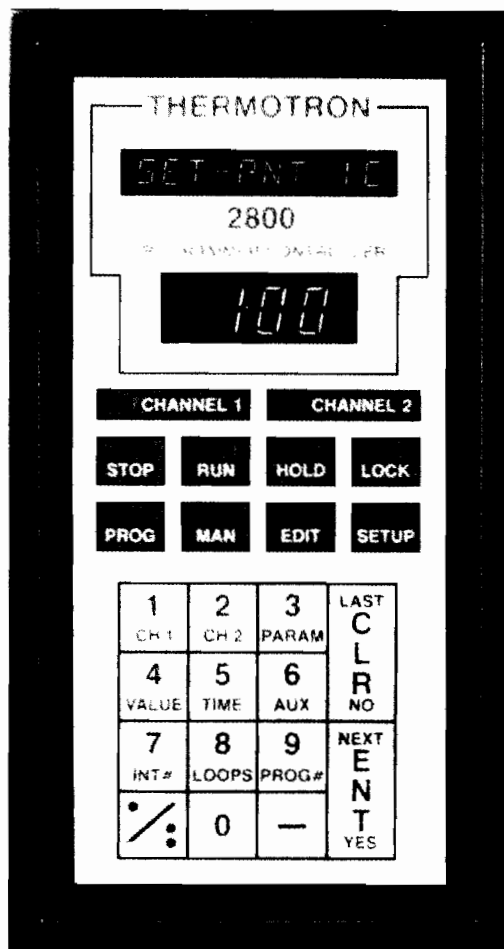 THERMOTRON
SET-PNT 1C
2800
100
CHANNEL 1 CHANNEL 2
STOP RUN HOLD LOCK
PROG MAN EDIT SETUP
1 2 3 LAST
CH 1 CH 2 PARAM C
4 5 6 L
VALUE TIME AUX R
NO
7 8 9 NEXT
INT# LOOPS PROG# E
N
0 — T
YES